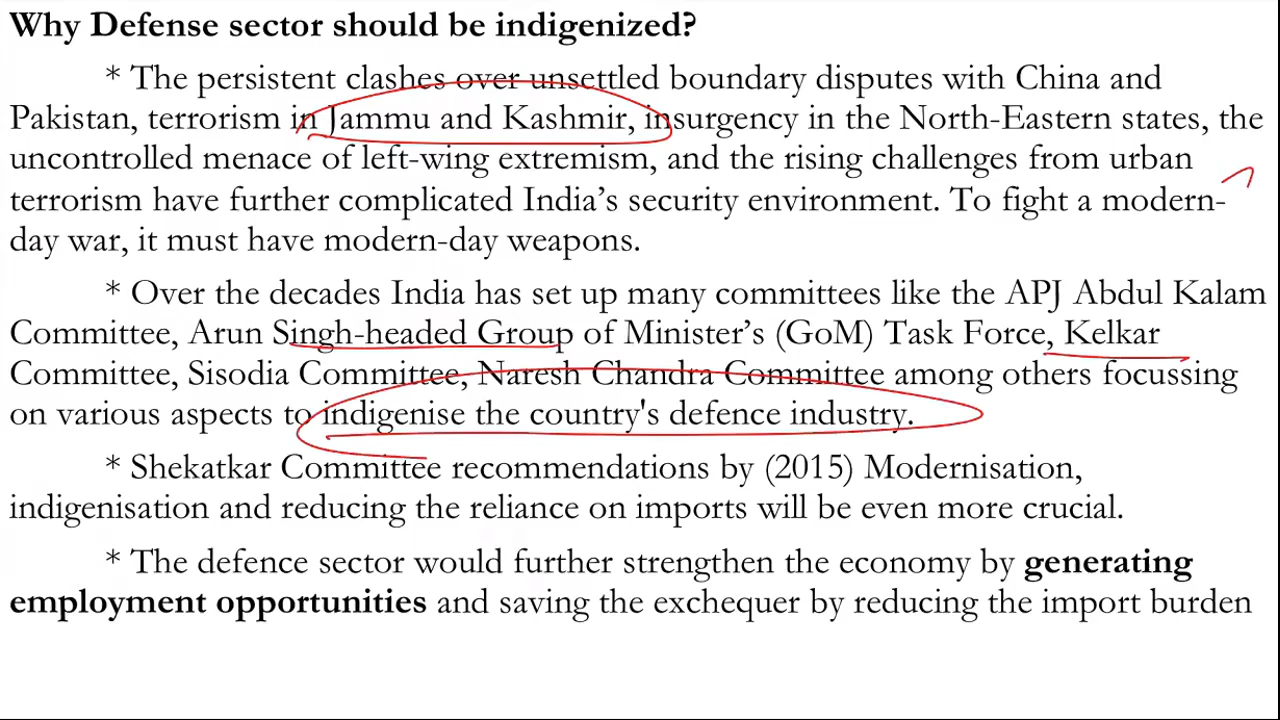 Why Defense sector should be indigenized?
* The persistent clashes over unsettled boundary disputes with China and
Pakistan, terrorism in Jammu and Kashmir, insurgency in the North-Eastern states, the
uncontrolled menace of left-wing extremism, and the rising challenges from urban
terrorism have further complicated India’s security environment. To fight a modern-
day war, it must have modern-day weapons.
* Over the decades India has set up many committees like the APJ Abdul Kalam
Committee, Arun Singh-headed Group of Minister’s (GoM) Task Force, Kelkar
Committee, Sisodia Committee, Naresh Chandra Committee among others focussing
on various aspects to indigenise the country's defence industry.
* Shekatkar Committee recommendations by (2015) Modernisation,
indigenisation and reducing the reliance on imports will be even more crucial.
* The defence sector would further strengthen the economy by generating
employment opportunities and saving the exchequer by reducing the import burden